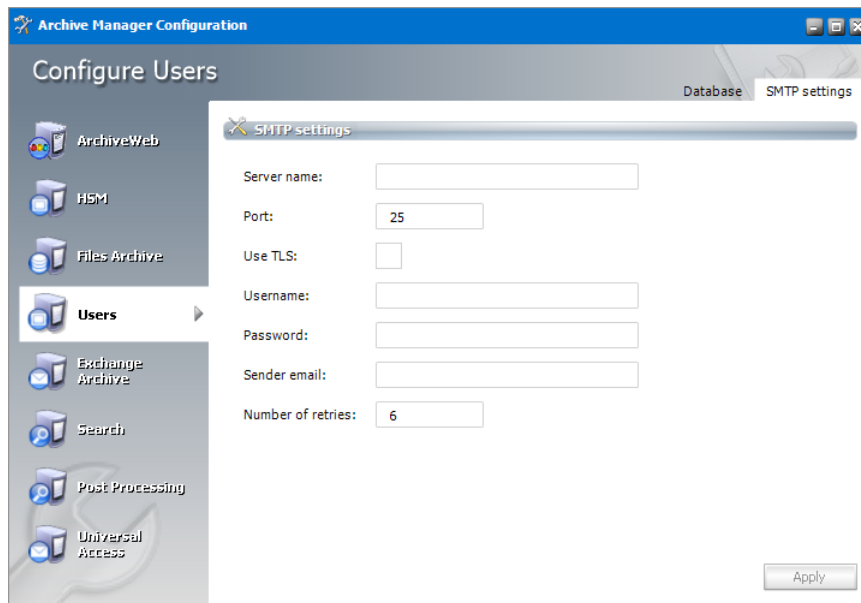 Archive Manager Configuration
Configure Users
Database
SMTP settings
ArchiveWeb
HSM
Files Archive
Users
Exchange
Archive
Search
Post Processing
Universal
Access
SMTP settings
Server name:
Port: 25
Use TLS:
Username:
Password:
Sender email:
Number of retries: 6
Apply